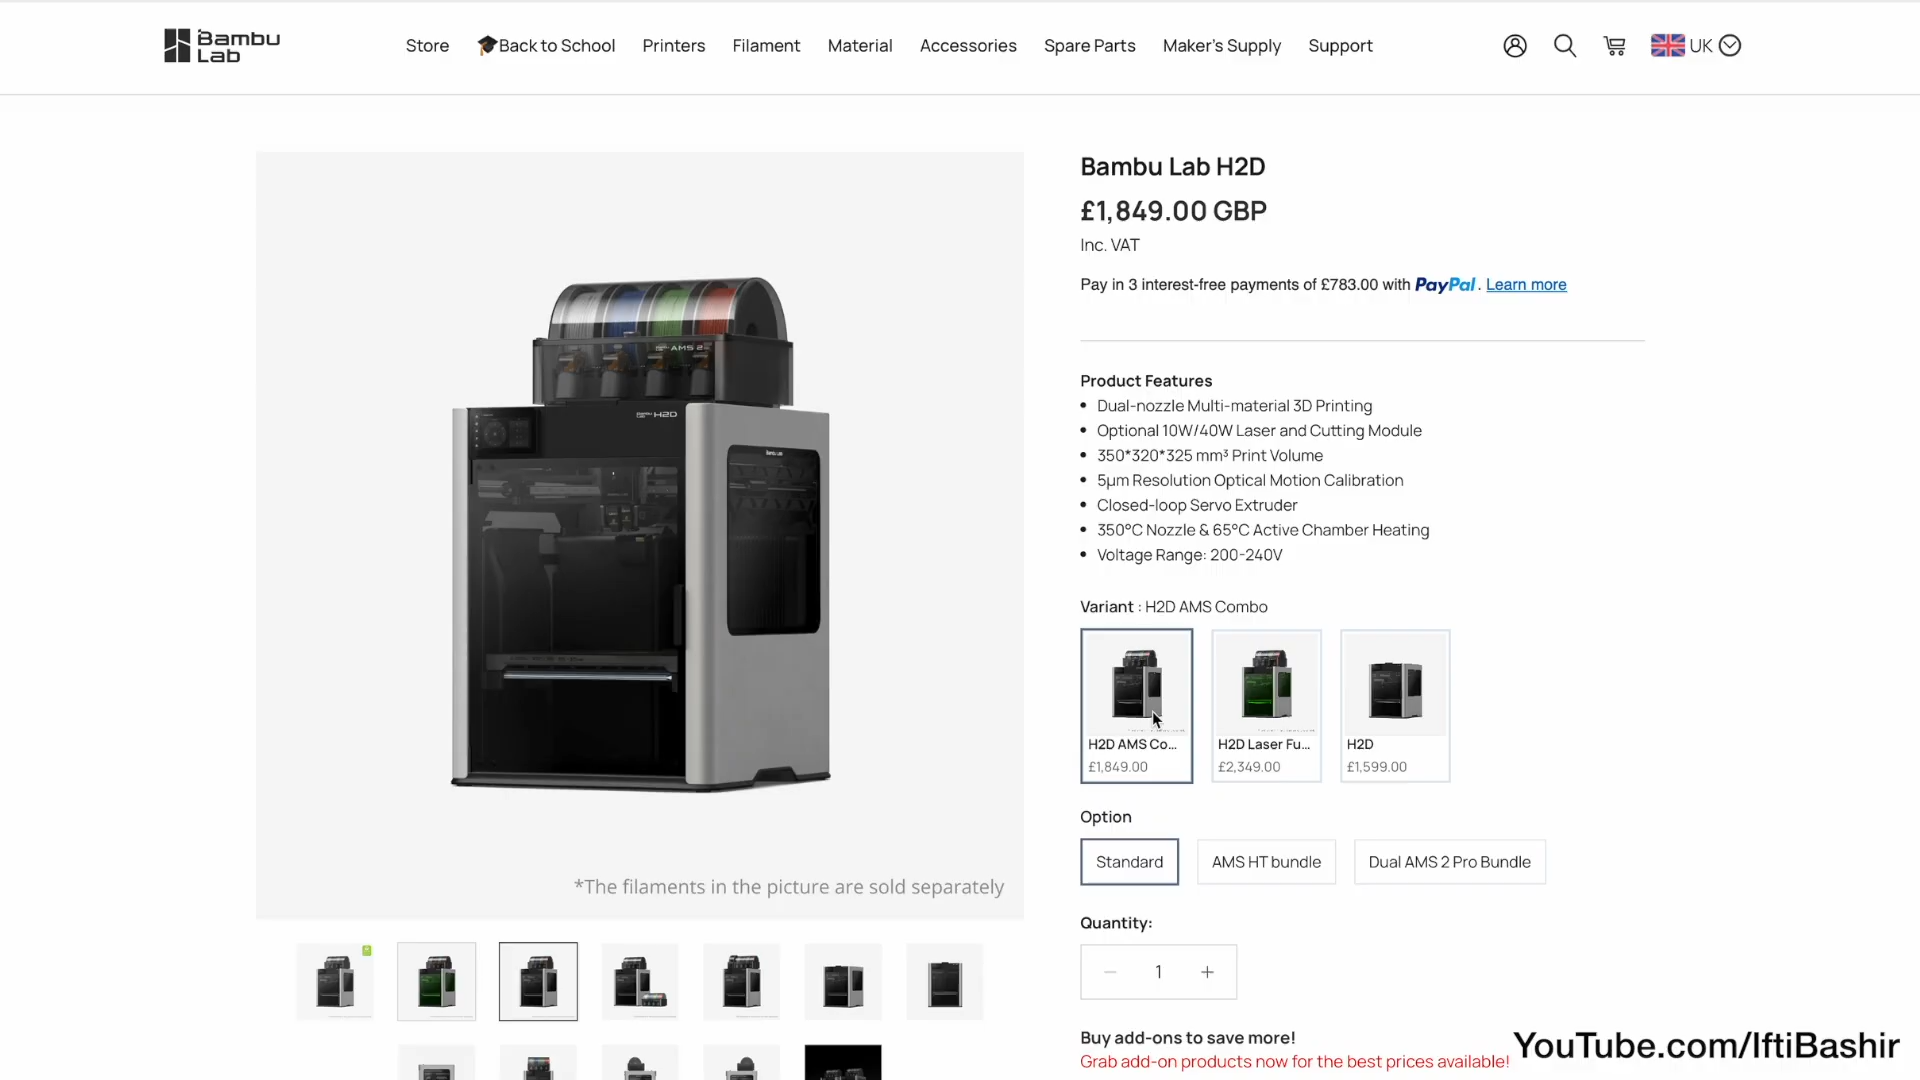 Bambu
Lab
Store
🎓Back to School
Printers
Filament
Material
Accessories
Spare Parts
Maker's Supply
Support
UK
Bambu Lab H2D
£1,849.00 GBP
Inc. VAT
Pay in 3 interest-free payments of £783.00 with PayPal. Learn more
AMS 2
H2D
Bambu Lab
*The filaments in the picture are sold separately
Product Features
• Dual-nozzle Multi-material 3D Printing
• Optional 10W/40W Laser and Cutting Module
• 350*320*325 mm³ Print Volume
• 5μm Resolution Optical Motion Calibration
• Closed-loop Servo Extruder
• 350°C Nozzle & 65°C Active Chamber Heating
• Voltage Range: 200-240V
Variant : H2D AMS Combo
H2D AMS Co...
£1,849.00
H2D Laser Fu...
£2,349.00
H2D
£1,599.00
Option
Standard
AMS HT bundle
Dual AMS 2 Pro Bundle
Quantity:
− 1 +
Buy add-ons to save more!
Grab add-on products now for the best prices available!
YouTube.com/IftiBashir